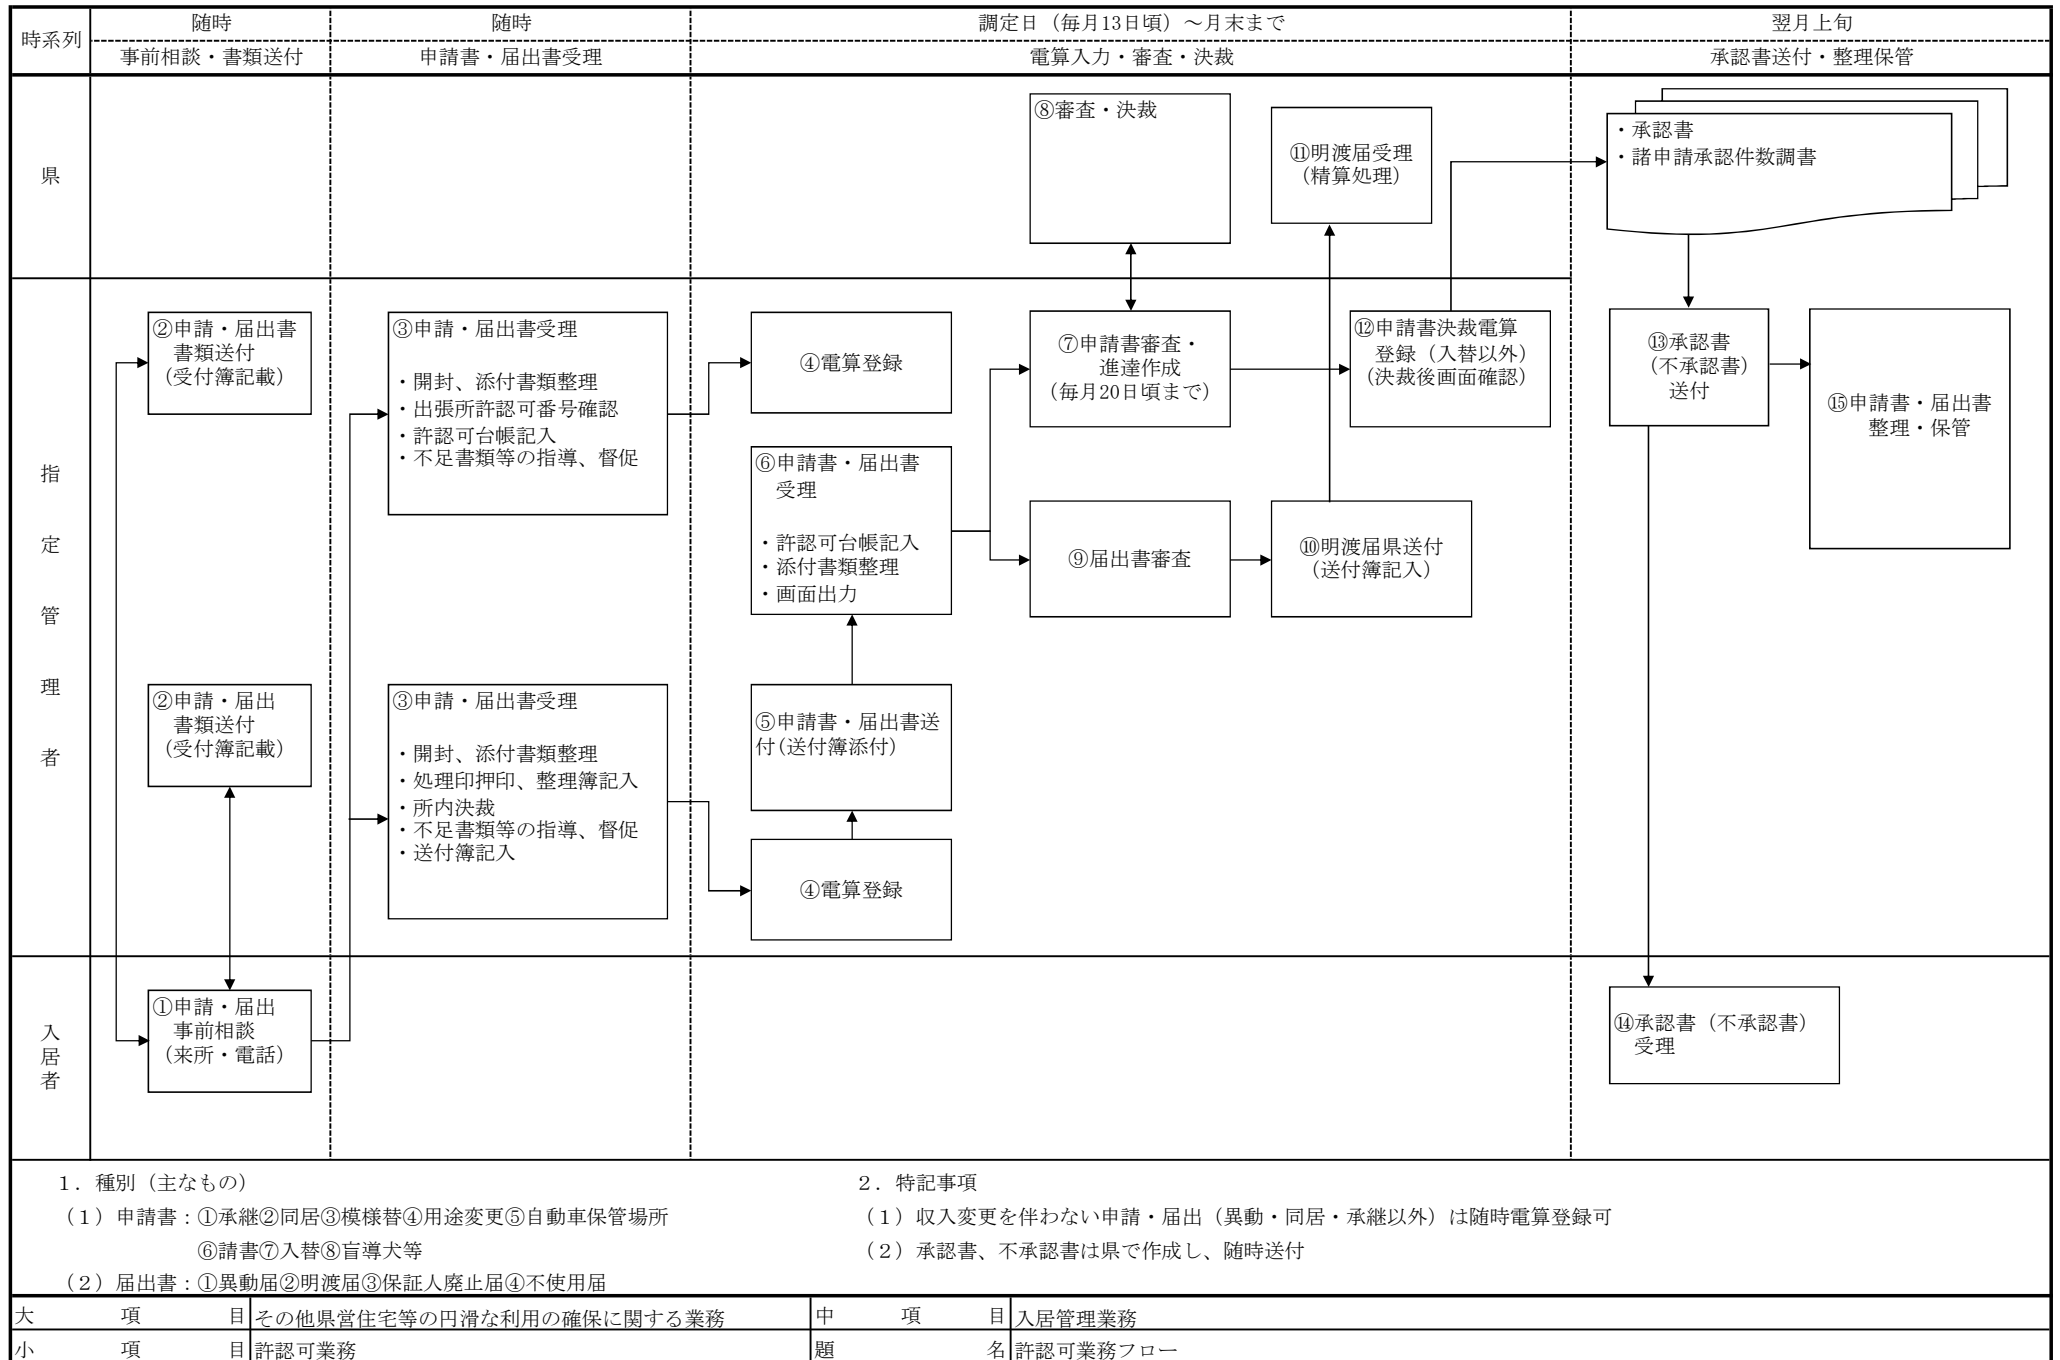 時系列
随時
事前相談・書類送付
随時
申請書・届出書受理
調定日（毎月13日頃）～月末まで
電算入力・審査・決裁
翌月上旬
承認書送付・整理保管
県
⑧審査・決裁
⑪明渡届受理
（精算処理）
・承認書
・諸申請承認件数調書
指定管理者
②申請・届出書
書類送付
（受付簿記載）
③申請・届出書受理
・開封、添付書類整理
・出張所許認可番号確認
・許認可台帳記入
・不足書類等の指導、督促
④電算登録
⑥申請書・届出書
受理
・許認可台帳記入
・添付書類整理
・画面出力
⑦申請書審査・
進達作成
（毎月20日頃まで）
⑨届出書審査
⑩明渡届県送付
（送付簿記入）
⑫申請書決裁電算
登録（入替以外）
（決裁後画面確認）
⑬承認書
（不承認書）
送付
⑮申請書・届出書
整理・保管
②申請・届出
書類送付
（受付簿記載）
③申請・届出書受理
・開封、添付書類整理
・処理印押印、整理簿記入
・所内決裁
・不足書類等の指導、督促
・送付簿記入
⑤申請書・届出書送
付（送付簿添付）
④電算登録
入居者
①申請・届出
事前相談
（来所・電話）
⑭承認書（不承認書）
受理
１．種別（主なもの）
（１）申請書：①承継②同居③模様替④用途変更⑤自動車保管場所
⑥請書⑦入替⑧盲導犬等
（２）届出書：①異動届②明渡届③保証人廃止届④不使用届
２．特記事項
（１）収入変更を伴わない申請・届出（異動・同居・承継以外）は随時電算登録可
（２）承認書、不承認書は県で作成し、随時送付
大項目 その他県営住宅等の円滑な利用の確保に関する業務 中項目 入居管理業務
小項目 許認可業務 題名 許認可業務フロー